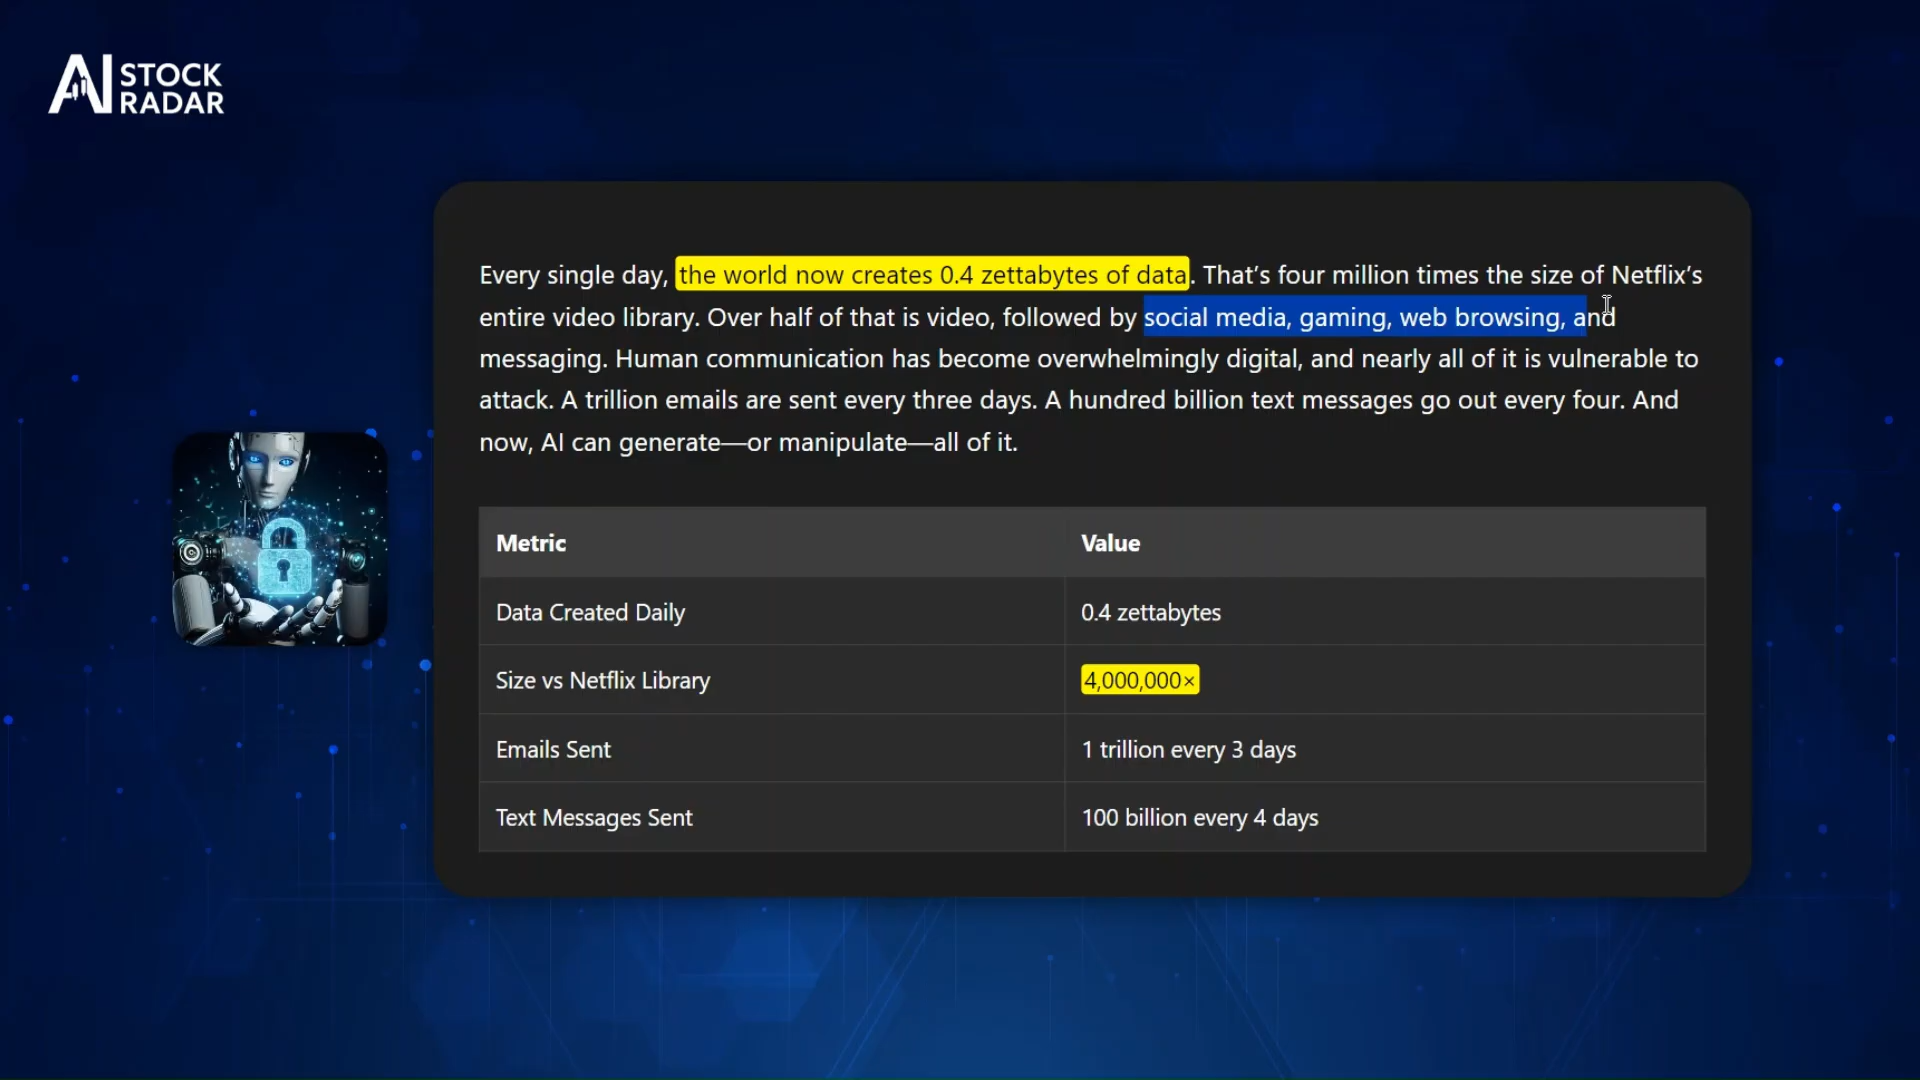 AI STOCK
RADAR
Every single day, the world now creates 0.4 zettabytes of data. That’s four million times the size of Netflix’s
entire video library. Over half of that is video, followed by social media, gaming, web browsing, and
messaging. Human communication has become overwhelmingly digital, and nearly all of it is vulnerable to
attack. A trillion emails are sent every three days. A hundred billion text messages go out every four. And
now, AI can generate—or manipulate—all of it.
Metric Value
Data Created Daily 0.4 zettabytes
Size vs Netflix Library 4,000,000×
Emails Sent 1 trillion every 3 days
Text Messages Sent 100 billion every 4 days